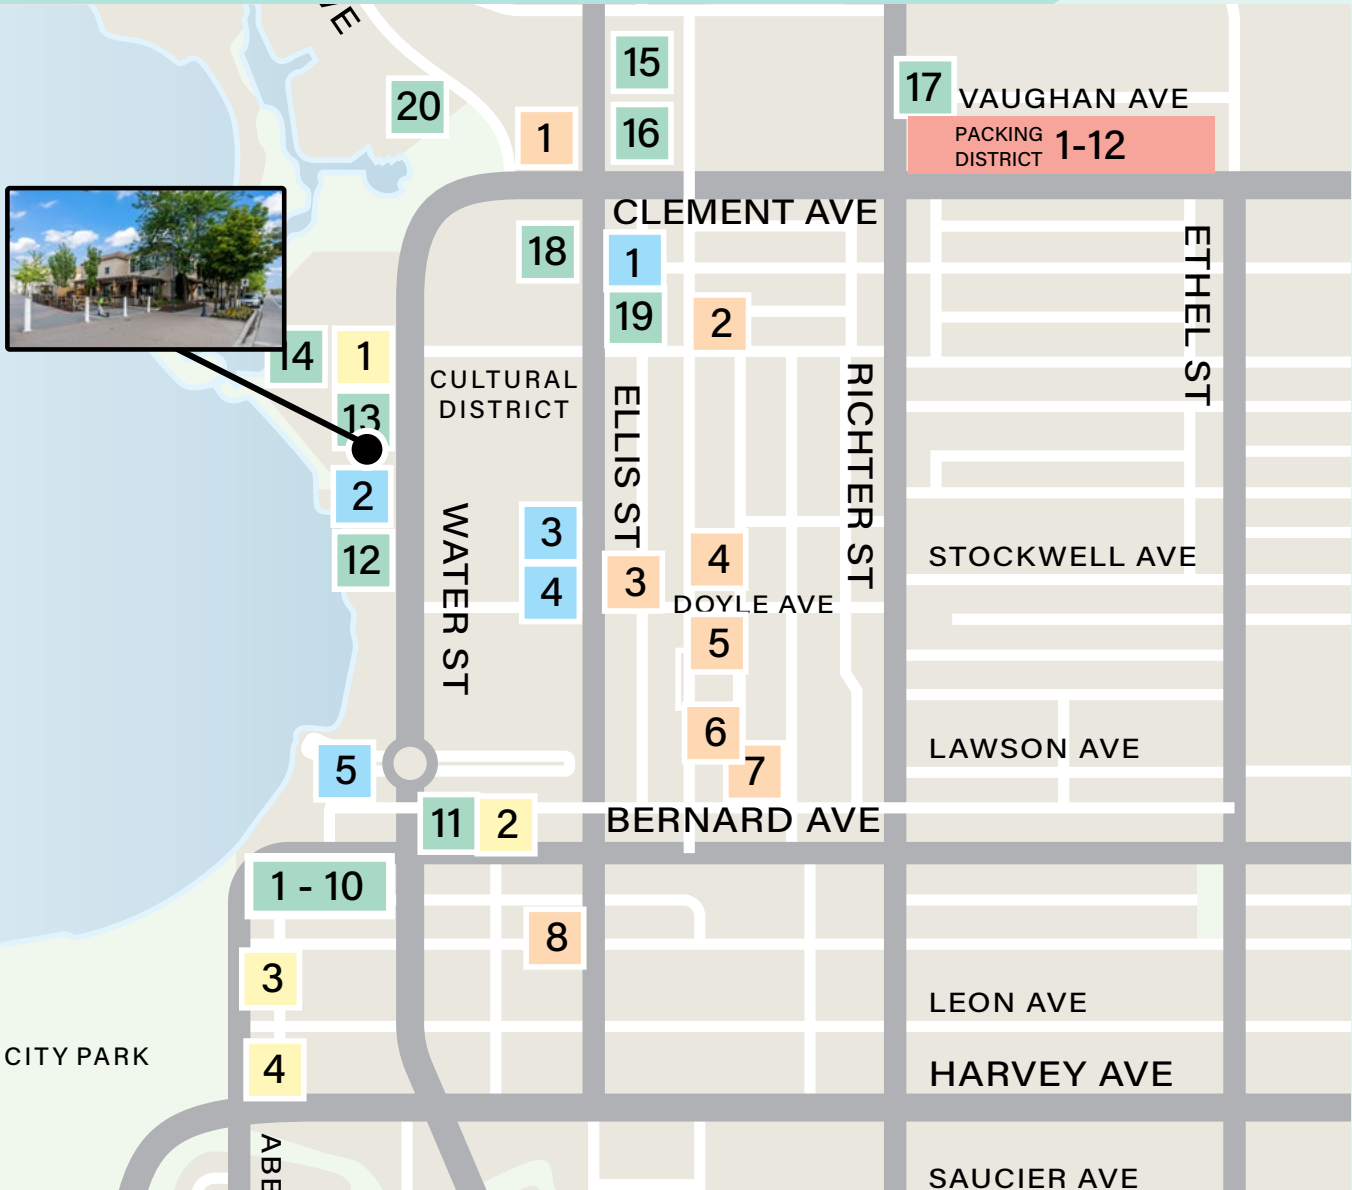 VE
15
20
17
VAUGHAN AVE
1
16
PACKING
DISTRICT
1-12
CLEMENT AVE
18
1
ETHEL ST
19
2
14
1
CULTURAL
DISTRICT
13
ELLIS ST
RICHTER ST
2
WATER ST
3
4
STOCKWELL AVE
12
4
3
DOYLE AVE
5
6
LAWSON AVE
5
7
11
2
BERNARD AVE
1 - 10
8
3
LEON AVE
CITY PARK
4
HARVEY AVE
ABE
SAUCIER AVE